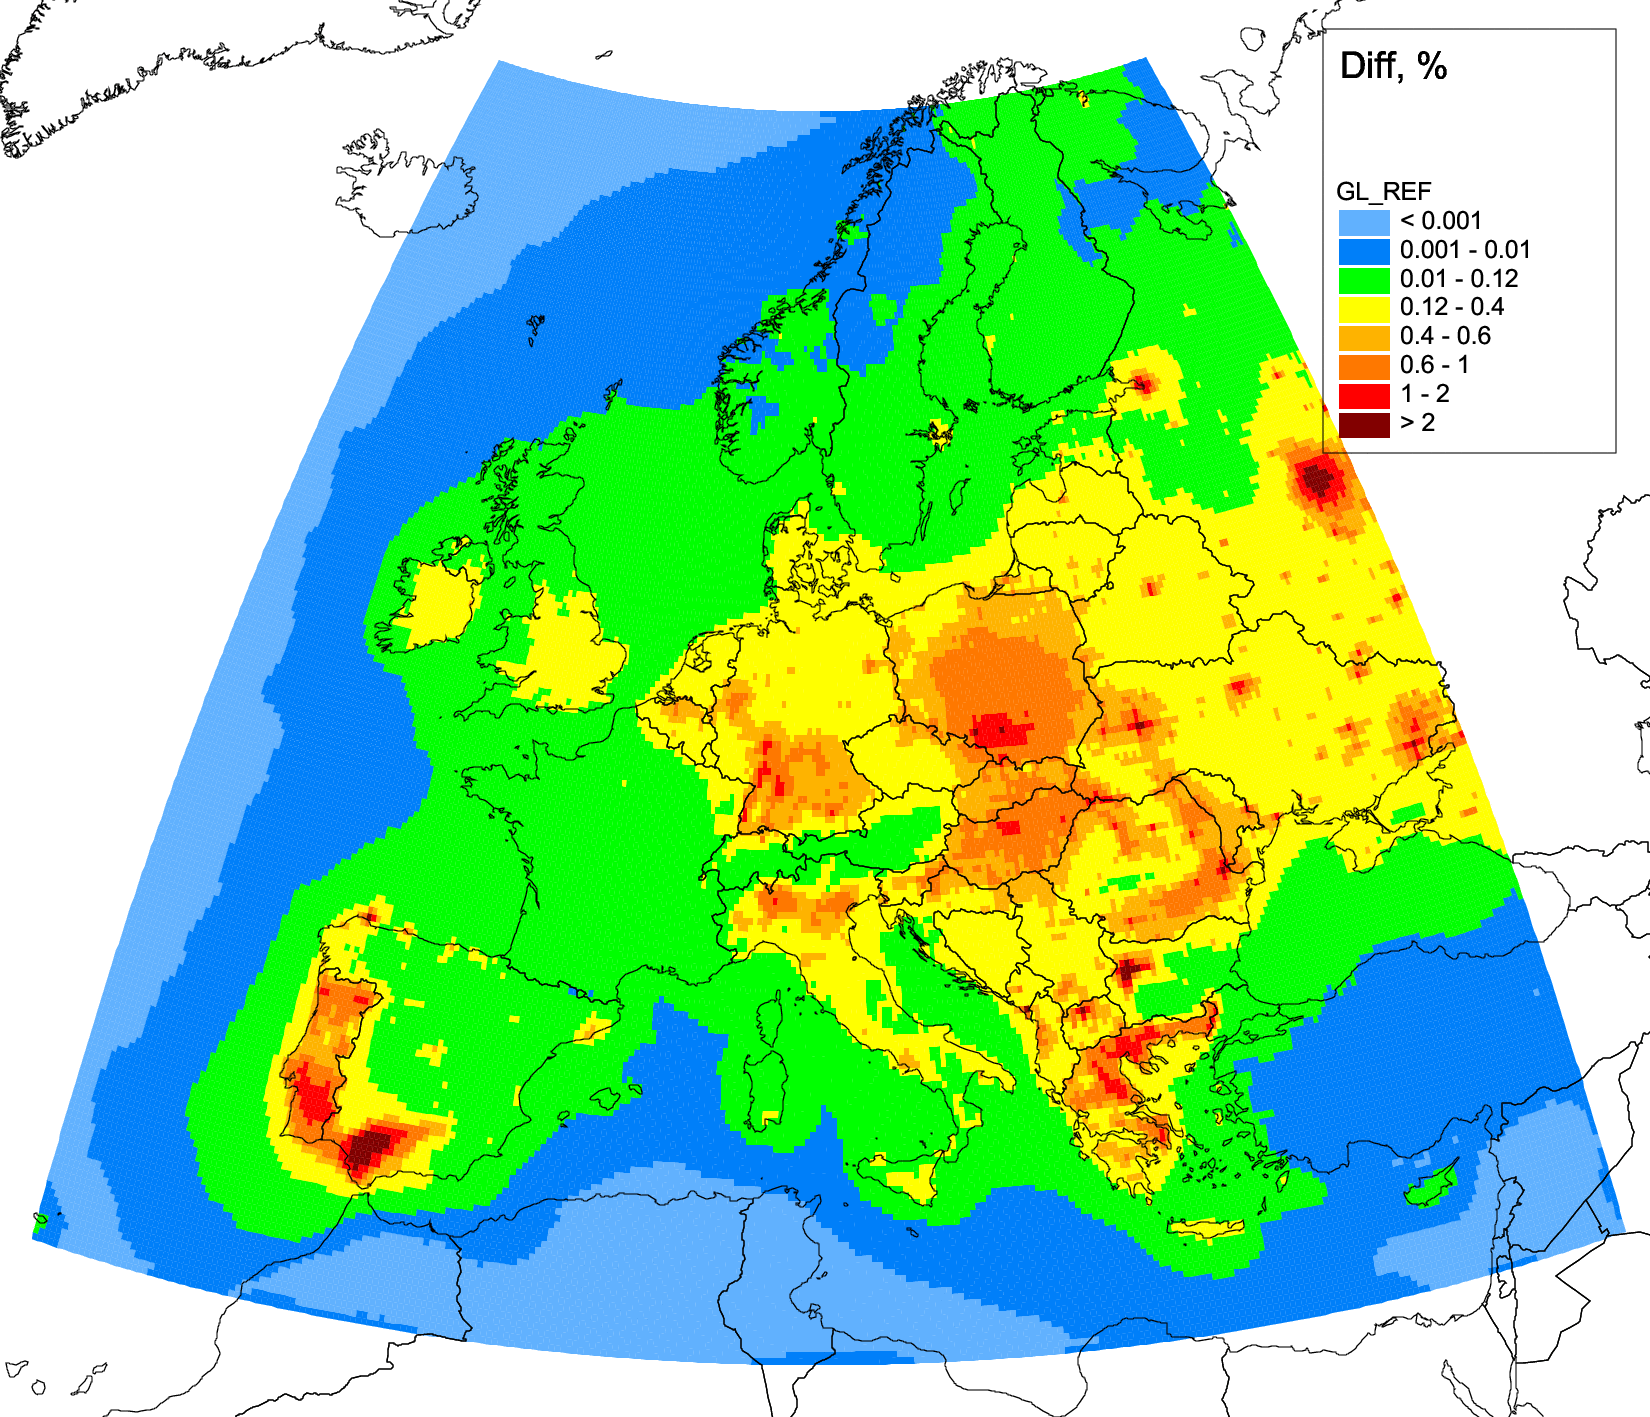 Diff, %
GL_REF
< 0.001
0.001 - 0.01
0.01 - 0.12
0.12 - 0.4
0.4 - 0.6
0.6 - 1
1 - 2
> 2